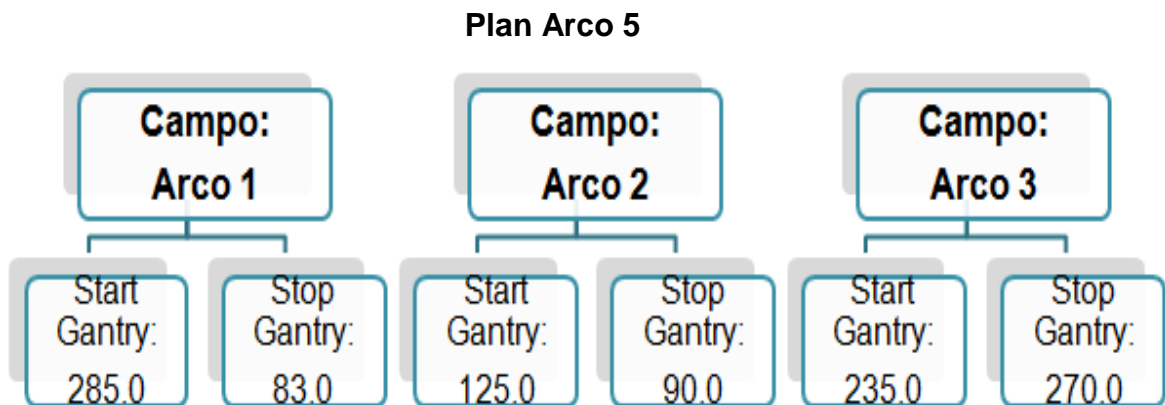 Plan Arco 5
Campo:
Arco 1
Campo:
Arco 2
Campo:
Arco 3
Start
Gantry:
285.0
Stop
Gantry:
83.0
Start
Gantry:
125.0
Stop
Gantry:
90.0
Start
Gantry:
235.0
Stop
Gantry:
270.0